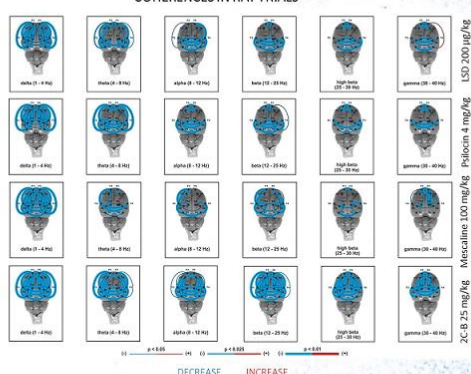 COHERENCES IN RAT TRIALS
delta (1 - 4 Hz) theta (4 - 8 Hz) alpha (8 - 12 Hz) beta (12 - 25 Hz) high beta (25 - 30 Hz) gamma (30 - 40 Hz)
LSD 200 µg/kg
delta (1 - 4 Hz) theta (4 - 8 Hz) alpha (8 - 12 Hz) beta (12 - 25 Hz) high beta (25 - 30 Hz) gamma (30 - 40 Hz)
Psilocin 4 mg/kg
delta (1 - 4 Hz) theta (4 - 8 Hz) alpha (8 - 12 Hz) beta (12 - 25 Hz) high beta (25 - 30 Hz) gamma (30 - 40 Hz)
Mescaline 100 mg/kg
delta (1 - 4 Hz) theta (4 - 8 Hz) alpha (8 - 12 Hz) beta (12 - 25 Hz) high beta (25 - 30 Hz) gamma (30 - 40 Hz)
2C-B 25 mg/kg
p < 0.05 p < 0.025 p < 0.01
(-) (+) (-) (+) (-) (+)
DECREASE INCREASE